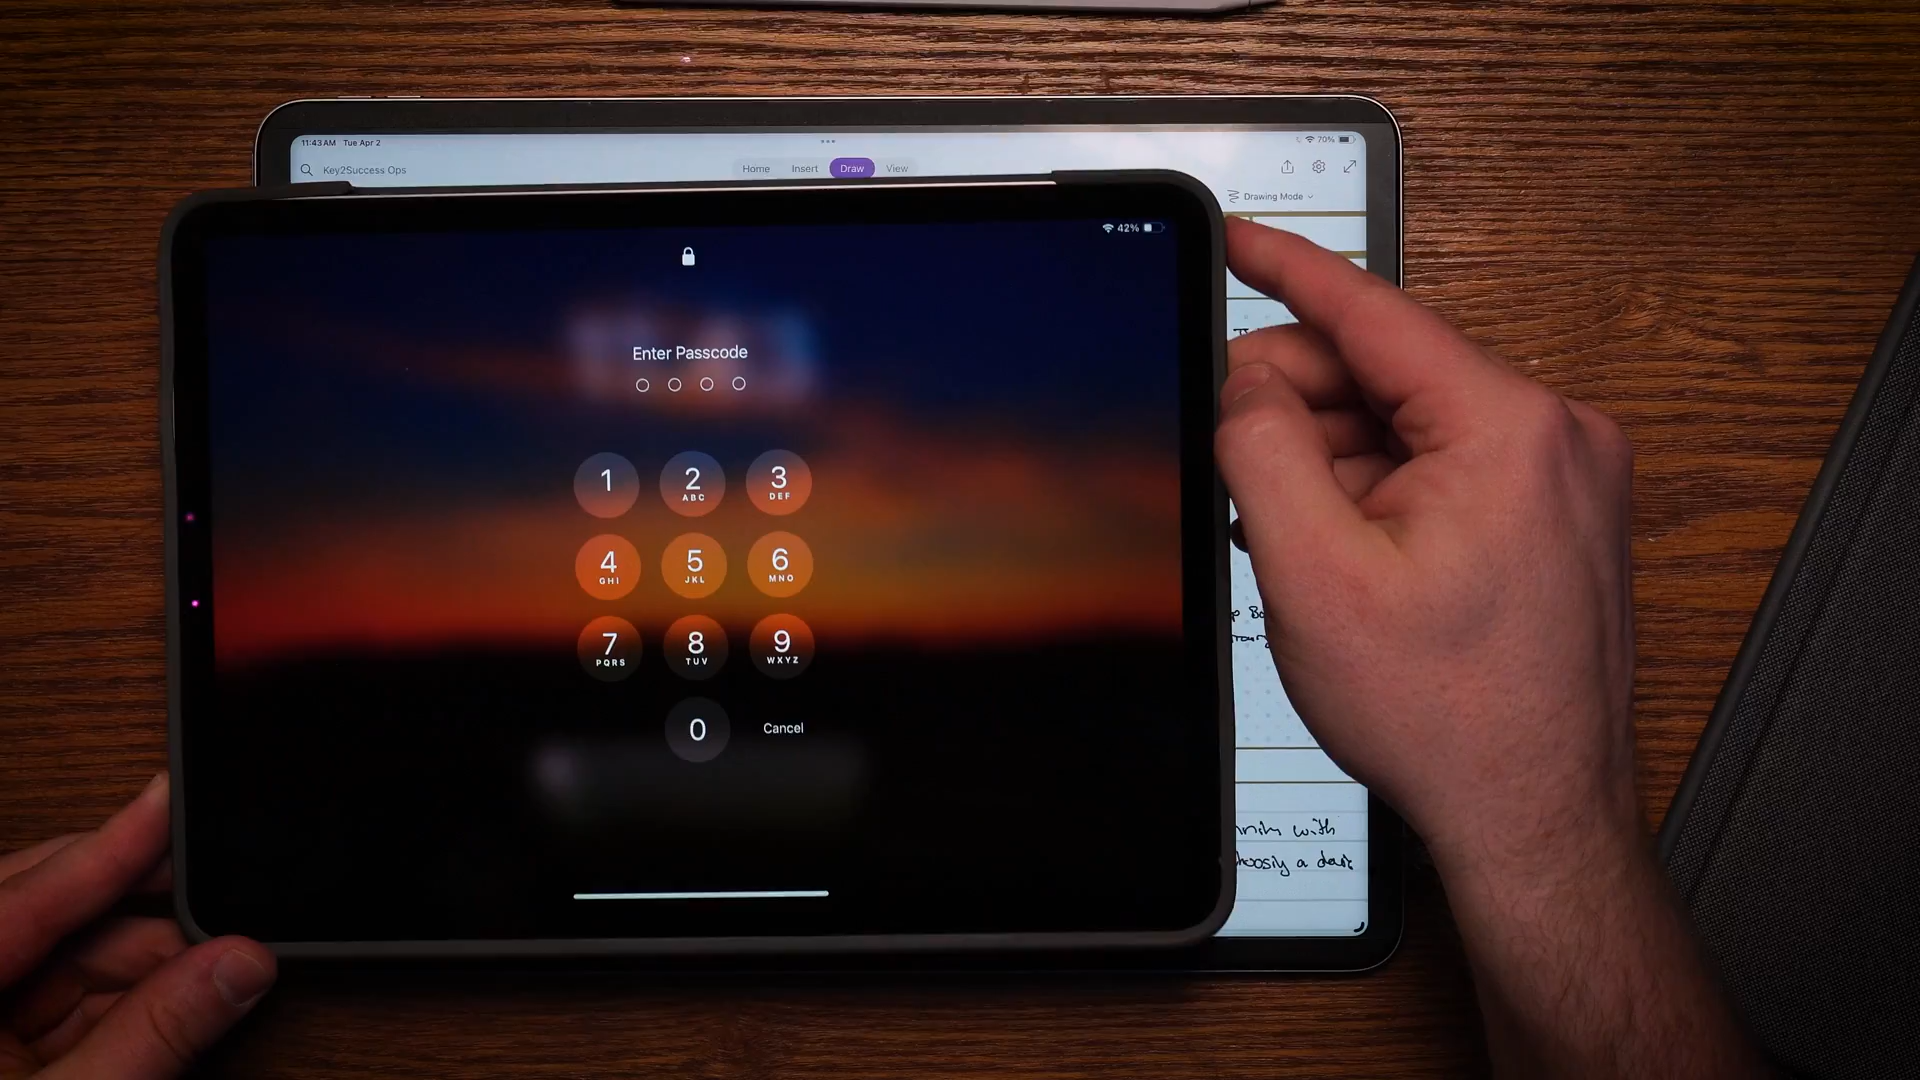 11:43 AM Tue Apr 2
70%
Key2Success Ops
Home Insert Draw View
Drawing Mode
42%
Enter Passcode
1
2 ABC
3 DEF
4 GHI
5 JKL
6 MNO
7 PQRS
8 TUV
9 WXYZ
0
Cancel
with
a